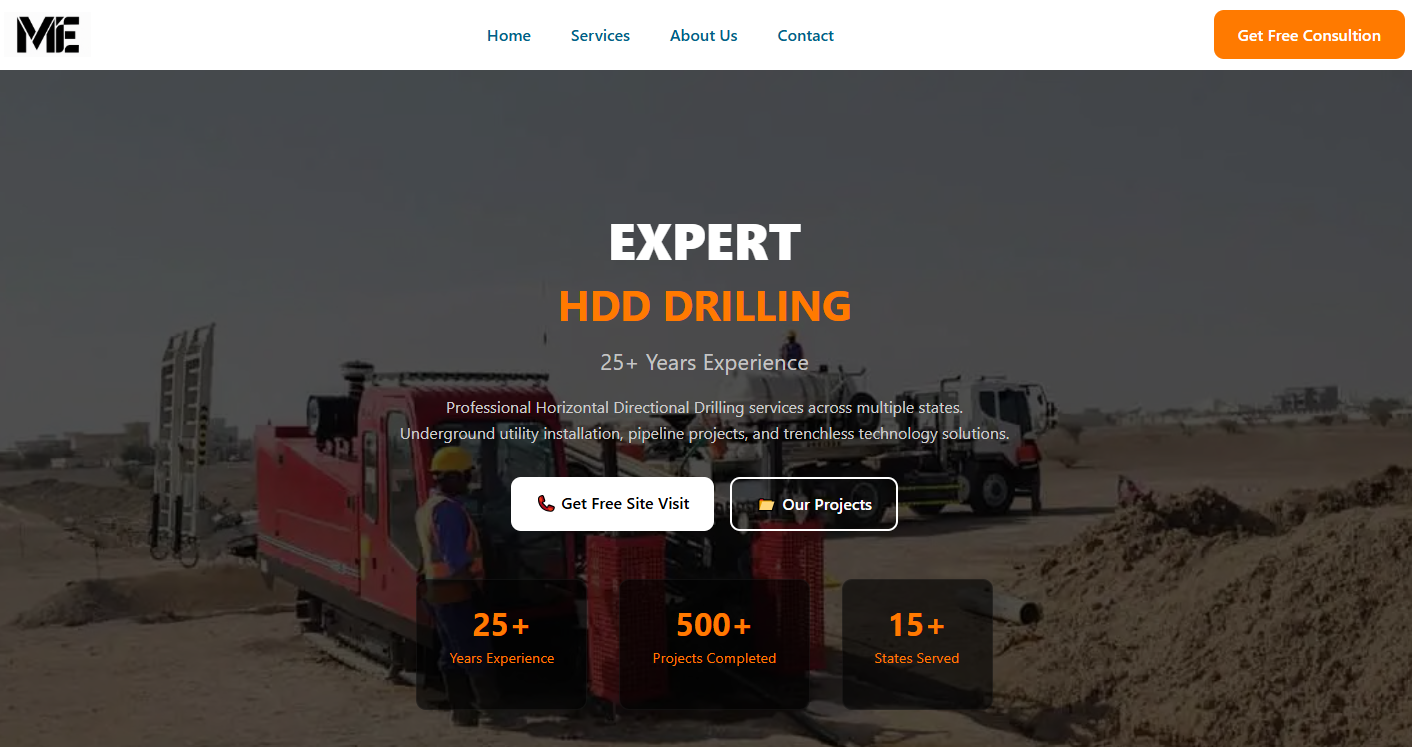 ME
Home Services About Us Contact
Get Free Consultion
EXPERT
HDD DRILLING
25+ Years Experience
Professional Horizontal Directional Drilling services across multiple states.
Underground utility installation, pipeline projects, and trenchless technology solutions.
Get Free Site Visit
Our Projects
25+
Years Experience
500+
Projects Completed
15+
States Served